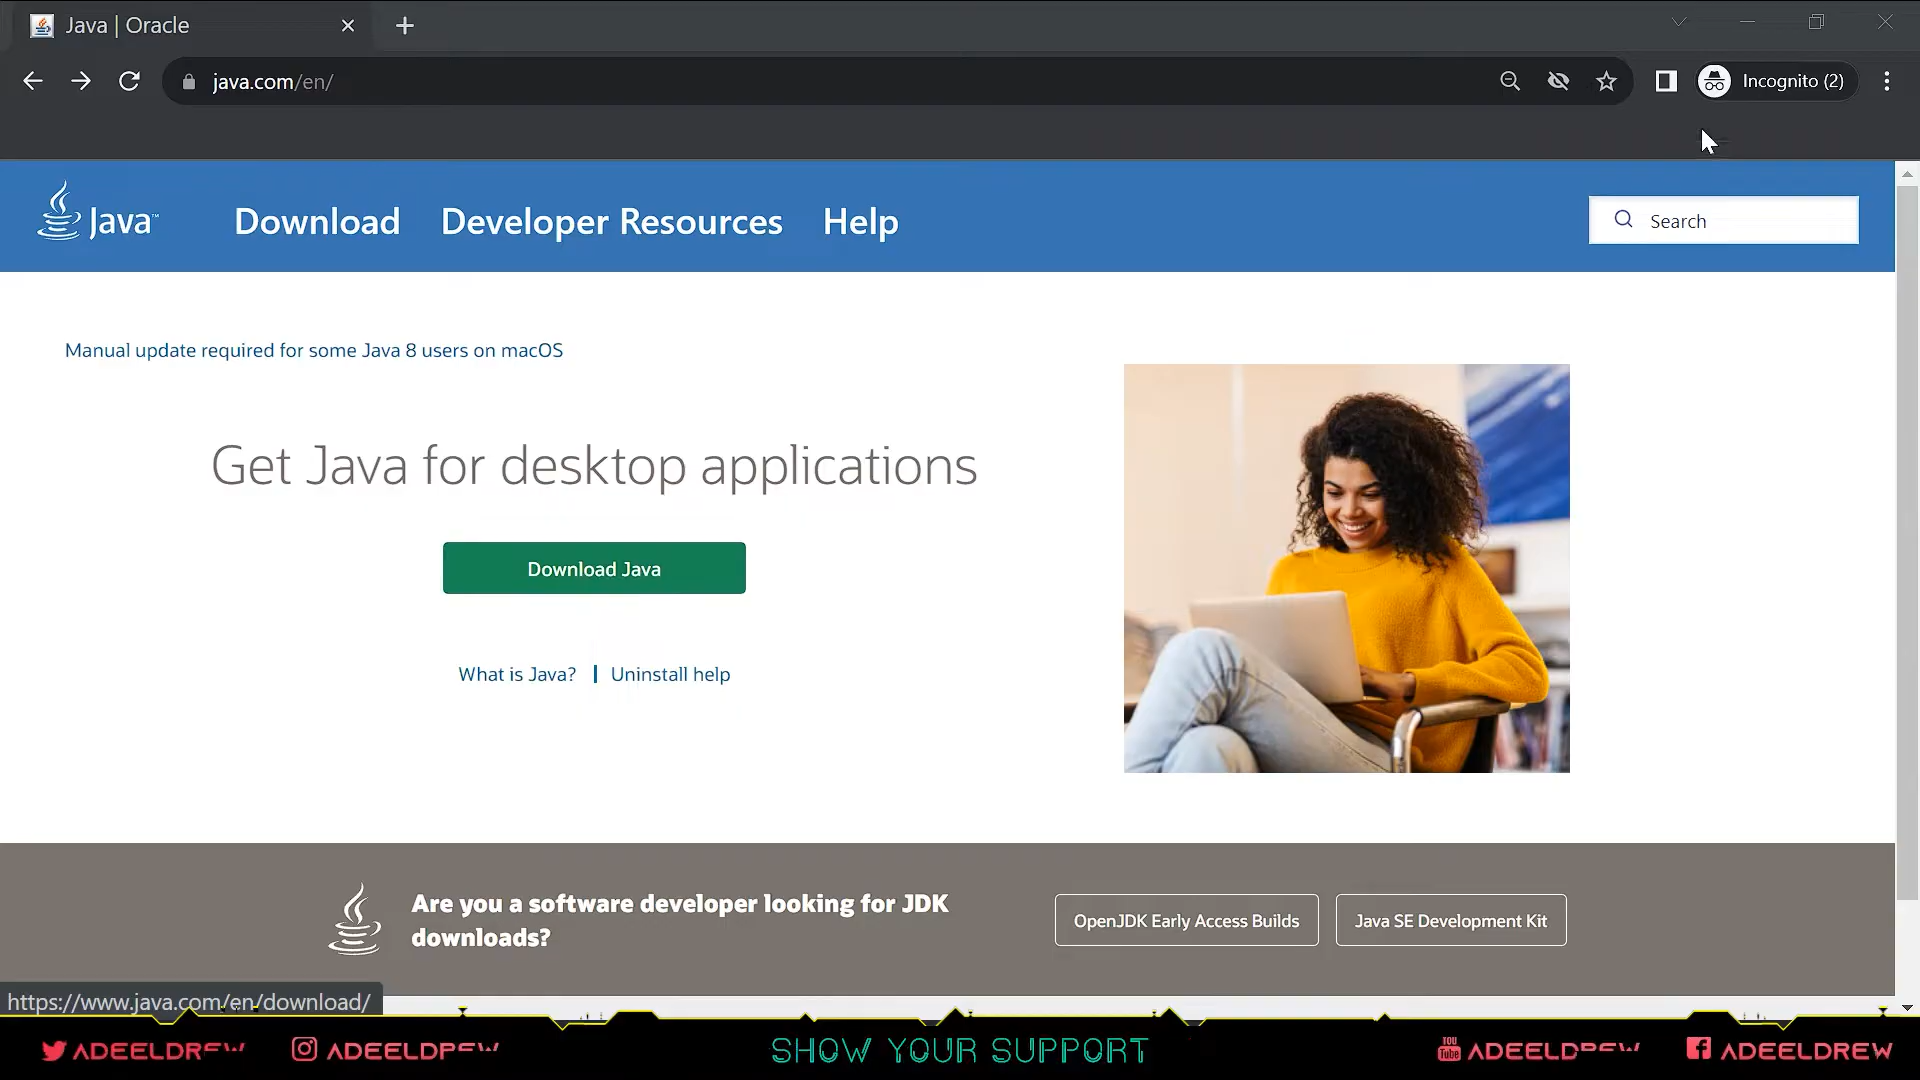 Java | Oracle
java.com/en/
Incognito (2)
Java™
Download
Developer Resources
Help
Search
Manual update required for some Java 8 users on macOS
Get Java for desktop applications
Download Java
What is Java? | Uninstall help
Are you a software developer looking for JDK
downloads?
OpenJDK Early Access Builds
Java SE Development Kit
https://www.java.com/en/download/
ADEELDREW
ADEELDREW
SHOW YOUR SUPPORT
You
Tube
ADEELDREW
ADEELDREW